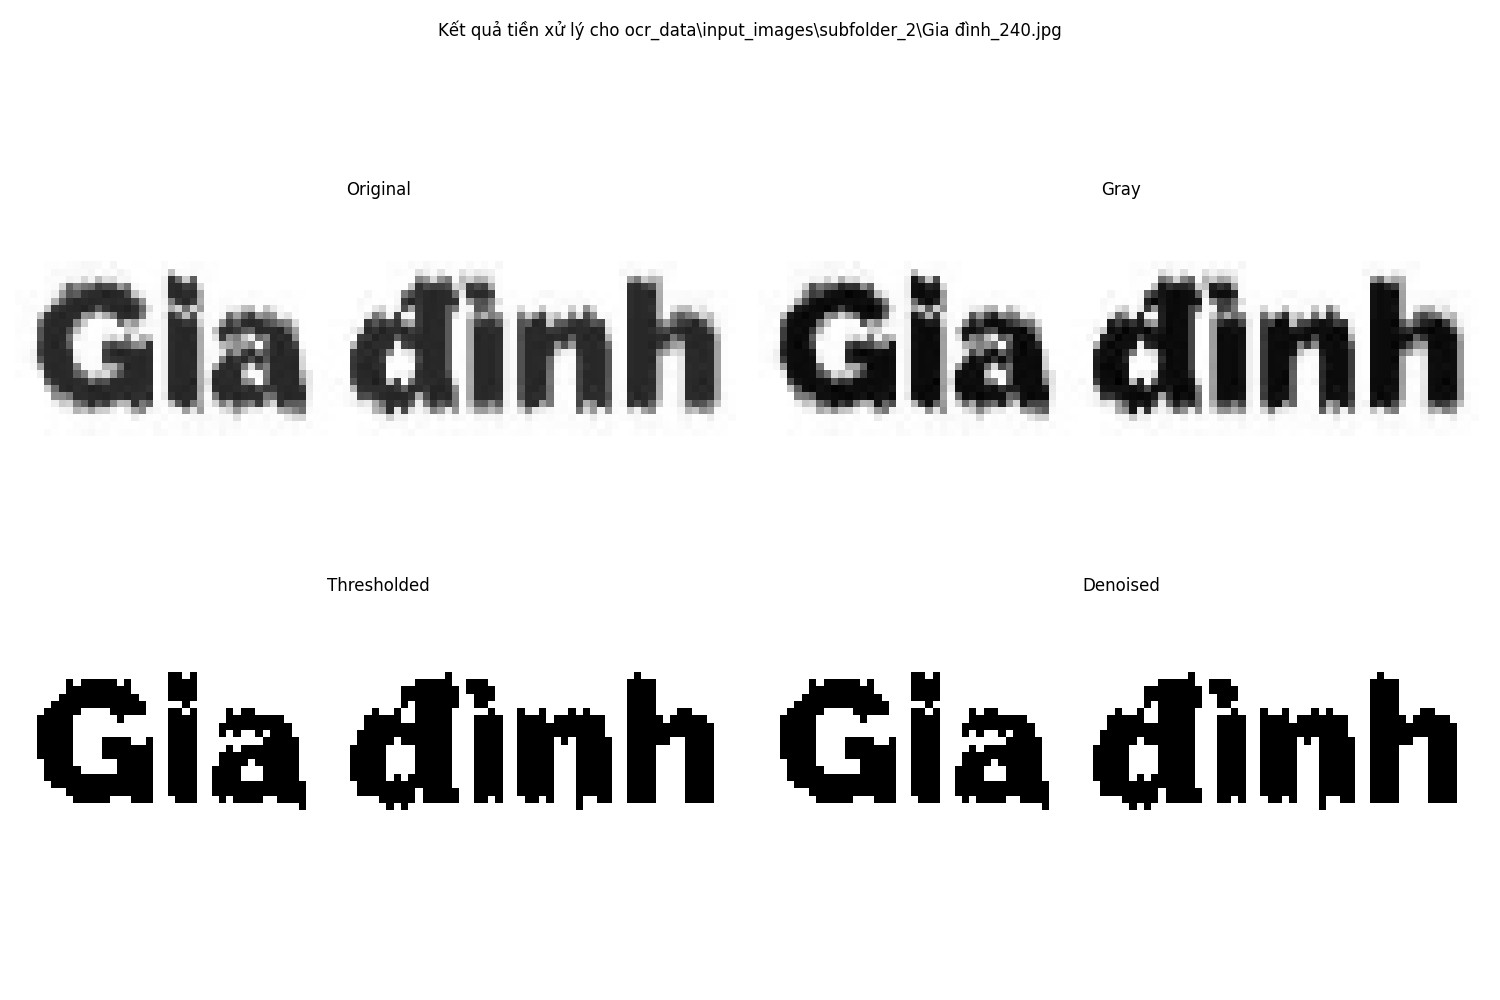 Kết quả tiền xử lý cho ocr_data\input_images\subfolder_2\Gia đình_240.jpg
Original
Gray
Gia đình
Gia đình
Thresholded
Denoised
Gia đình
Gia đình